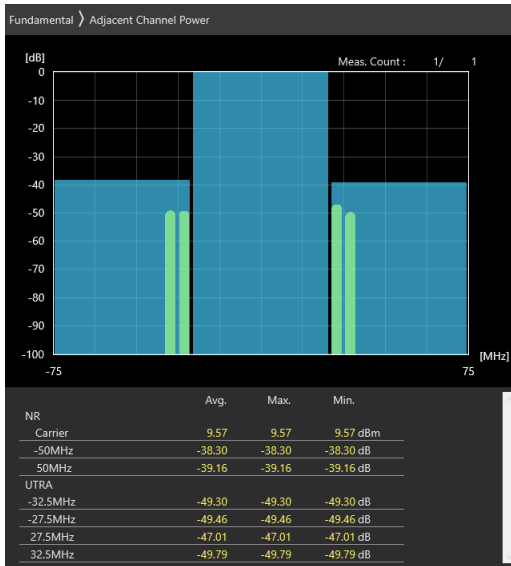 Fundamental 〉 Adjacent Channel Power
[dB]
Meas. Count : 1/ 1
0
-10
-20
-30
-40
-50
-60
-70
-80
-90
-100
[MHz]
-75 75
Avg. Max. Min.
NR
Carrier 9.57 9.57 9.57 dBm
-50MHz -38.30 -38.30 -38.30 dB
50MHz -39.16 -39.16 -39.16 dB
UTRA
-32.5MHz -49.30 -49.30 -49.30 dB
-27.5MHz -49.46 -49.46 -49.46 dB
27.5MHz -47.01 -47.01 -47.01 dB
32.5MHz -49.79 -49.79 -49.79 dB